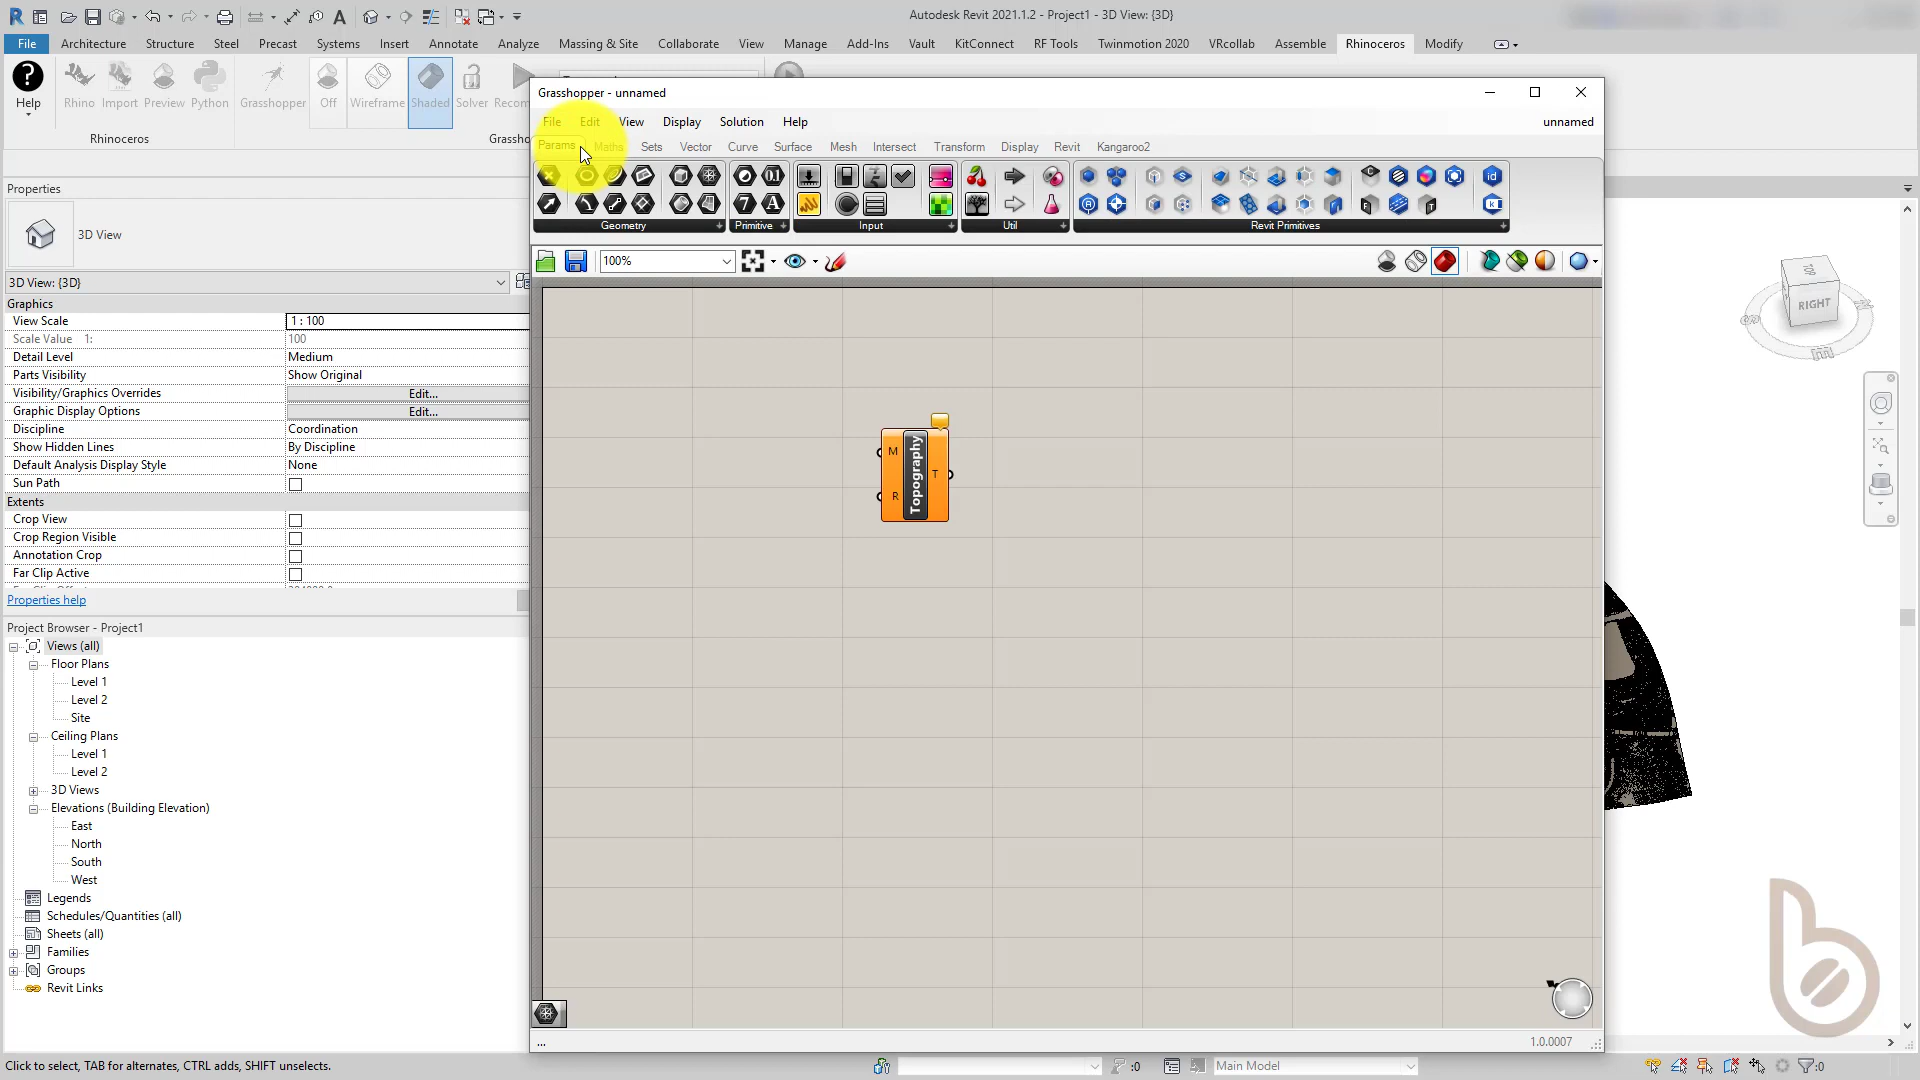 Autodesk Revit 2021.1.2 - Project1 - 3D View: {3D}
File Architecture Structure Steel Precast Systems Insert Annotate Analyze Massing & Site Collaborate View Manage Add-Ins Vault KitConnect RF Tools Twinmotion 2020 VRcollab Assemble Rhinoceros Modify
Help Rhino Import Preview Python Grasshopper Off Wireframe Shaded Solver Recom
Rhinoceros Grassho
Grasshopper - unnamed
File Edit View Display Solution Help unnamed
Params Maths Sets Vector Curve Surface Mesh Intersect Transform Display Revit Kangaroo2
Geometry Primitive Input Util Revit Primitives
100%
M
R
Topography
T
1.0.0007
...
Properties
3D View
3D View: {3D}
Graphics
View Scale 1 : 100
Scale Value 1: 100
Detail Level Medium
Parts Visibility Show Original
Visibility/Graphics Overrides Edit...
Graphic Display Options Edit...
Discipline Coordination
Show Hidden Lines By Discipline
Default Analysis Display Style None
Sun Path
Extents
Crop View
Crop Region Visible
Annotation Crop
Far Clip Active
Properties help
Project Browser - Project1
Views (all)
Floor Plans
Level 1
Level 2
Site
Ceiling Plans
Level 1
Level 2
3D Views
Elevations (Building Elevation)
East
North
South
West
Legends
Schedules/Quantities (all)
Sheets (all)
Families
Groups
Revit Links
TOP
RIGHT
Click to select, TAB for alternates, CTRL adds, SHIFT unselects.
:0
Main Model
:0